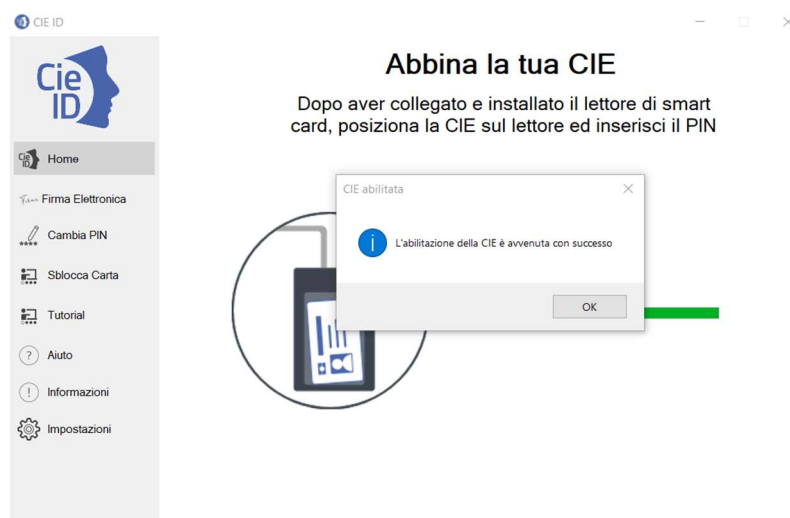 CIE ID
Cie
ID
Home
Firma Elettronica
Cambia PIN
Sblocca Carta
Tutorial
Aiuto
Informazioni
Impostazioni
Abbina la tua CIE
Dopo aver collegato e installato il lettore di smart
card, posiziona la CIE sul lettore ed inserisci il PIN
CIE abilitata
L'abilitazione della CIE è avvenuta con successo
OK